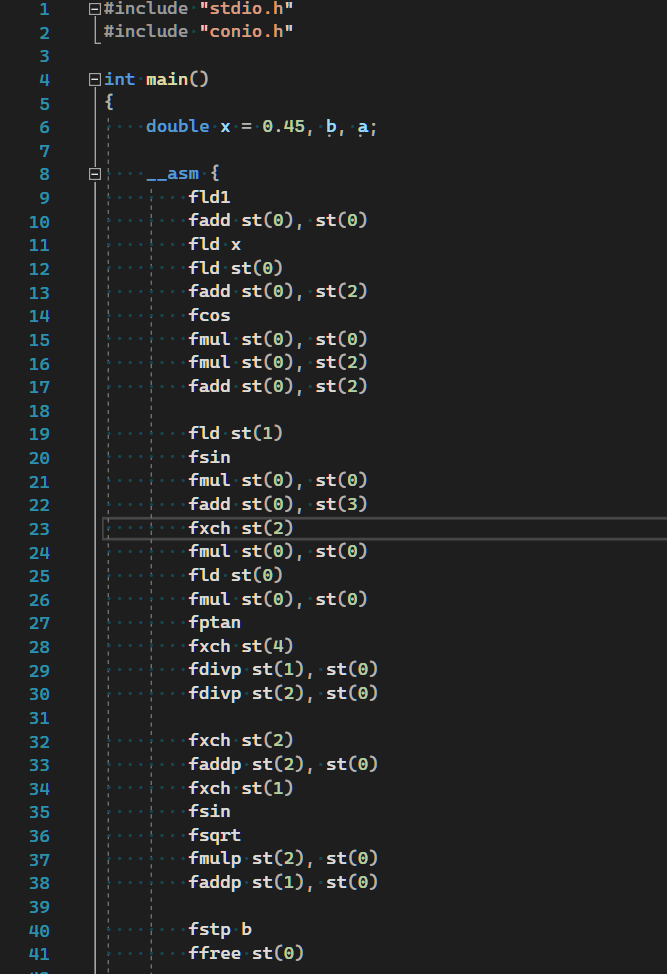 1 #include "stdio.h"
2 #include "conio.h"
3
4 int main()
5 {
6 double x = 0.45, b, a;
7
8 __asm {
9 fld1
10 fadd st(0), st(0)
11 fld x
12 fld st(0)
13 fadd st(0), st(2)
14 fcos
15 fmul st(0), st(0)
16 fmul st(0), st(2)
17 fadd st(0), st(2)
18
19 fld st(1)
20 fsin
21 fmul st(0), st(0)
22 fadd st(0), st(3)
23 fxch st(2)
24 fmul st(0), st(0)
25 fld st(0)
26 fmul st(0), st(0)
27 fptan
28 fxch st(4)
29 fdivp st(1), st(0)
30 fdivp st(2), st(0)
31
32 fxch st(2)
33 faddp st(2), st(0)
34 fxch st(1)
35 fsin
36 fsqrt
37 fmulp st(2), st(0)
38 faddp st(1), st(0)
39
40 fstp b
41 ffree st(0)